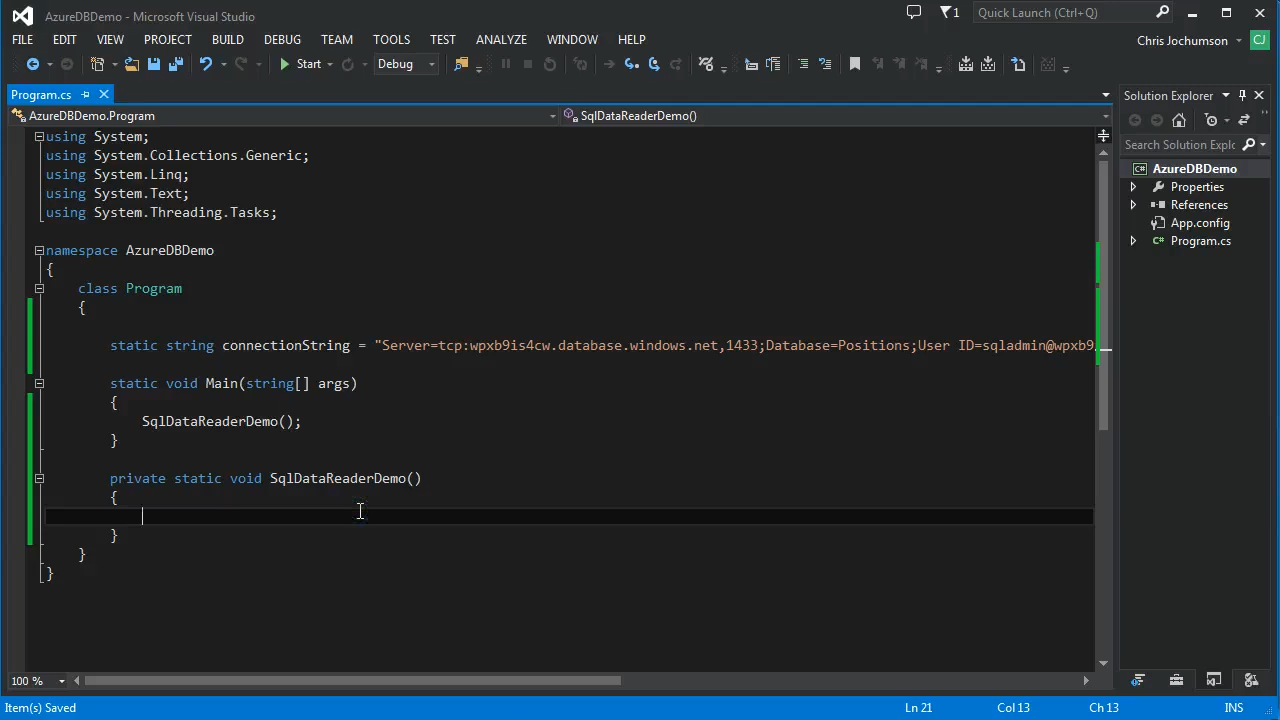 AzureDBDemo - Microsoft Visual Studio
1
Quick Launch (Ctrl+Q)
FILE EDIT VIEW PROJECT BUILD DEBUG TEAM TOOLS TEST ANALYZE WINDOW HELP
Chris Jochumson CJ
Start Debug
Program.cs
Solution Explorer
AzureDBDemo.Program SqlDataReaderDemo()
using System;
using System.Collections.Generic;
using System.Linq;
using System.Text;
using System.Threading.Tasks;
namespace AzureDBDemo
{
class Program
{
static string connectionString = "Server=tcp:wpxb9is4cw.database.windows.net,1433;Database=Positions;User ID=sqladmin@wpxb9
static void Main(string[] args)
{
SqlDataReaderDemo();
}
private static void SqlDataReaderDemo()
{
}
}
}
Search Solution Explo
C# AzureDBDemo
Properties
References
App.config
C# Program.cs
100 %
Item(s) Saved Ln 21 Col 13 Ch 13 INS